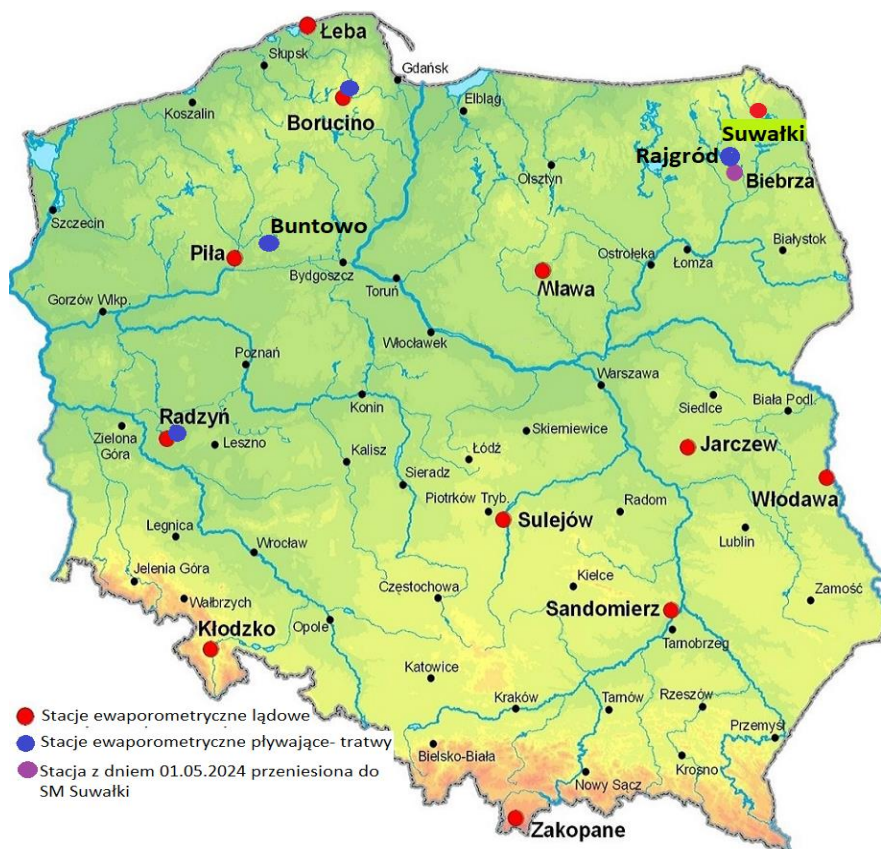 Łeba
Słupsk
Gdańsk
Koszalin
Borucino
Elbląg
Suwałki
Rajgród
Biebrza
Olsztyn
Szczecin
Buntowo
Piła
Bydgoszcz
Toruń
Mława
Ostrołęka
Łomża
Białystok
Gorzów Wlkp.
Włocławek
Poznań
Warszawa
Konin
Siedlce
Biała Podl.
Radzyń
Zielona
Góra
Leszno
Kalisz
Łódź
Skierniewice
Jarczew
Sieradz
Włodawa
Piotrków Tryb.
Sulejów
Radom
Lublin
Legnica
Wrocław
Jelenia Góra
Wałbrzych
Częstochowa
Kielce
Zamość
Kłodzko
Opole
Sandomierz
Tarnobrzeg
Katowice
Kraków
Tarnów
Rzeszów
Przemyśl
Bielsko-Biała
Nowy Sącz
Krosno
Zakopane
Stacje ewaporometryczne lądowe
Stacje ewaporometryczne pływające- tratwy
Stacja z dniem 01.05.2024 przeniesiona do
SM Suwałki